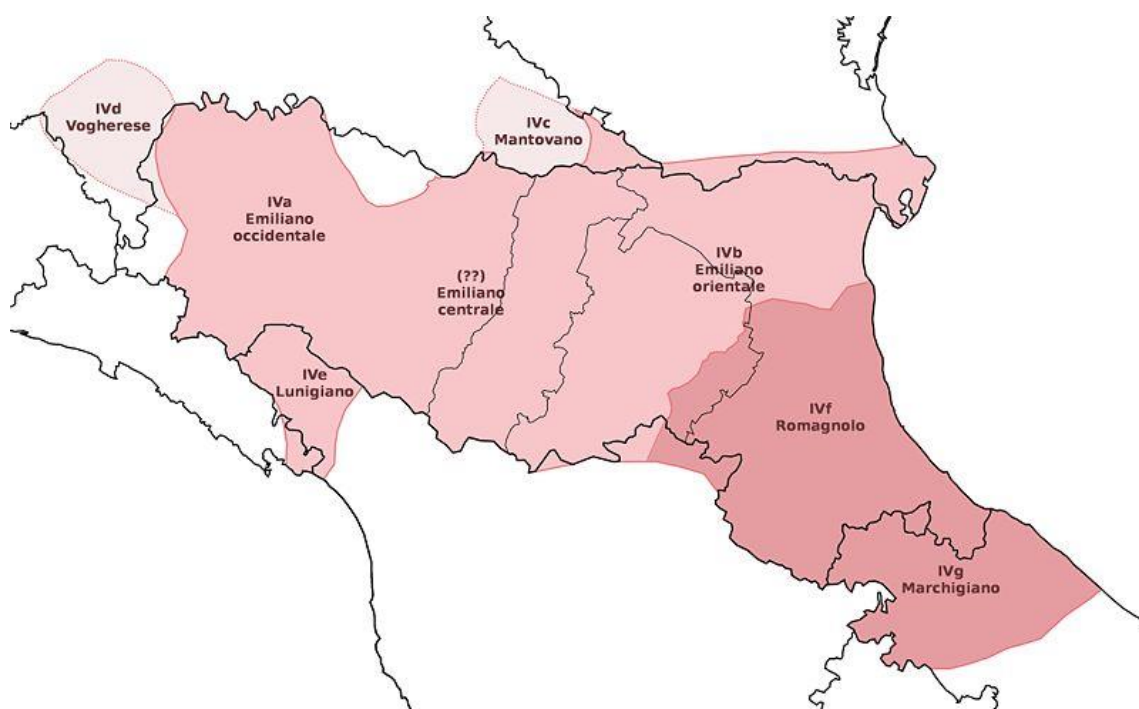 IVd
Vogherese
IVc
Mantovano
IVa
Emiliano
occidentale
(??)
Emiliano
centrale
IVb
Emiliano
orientale
IVe
Lunigiano
IVf
Romagnolo
IVg
Marchigiano